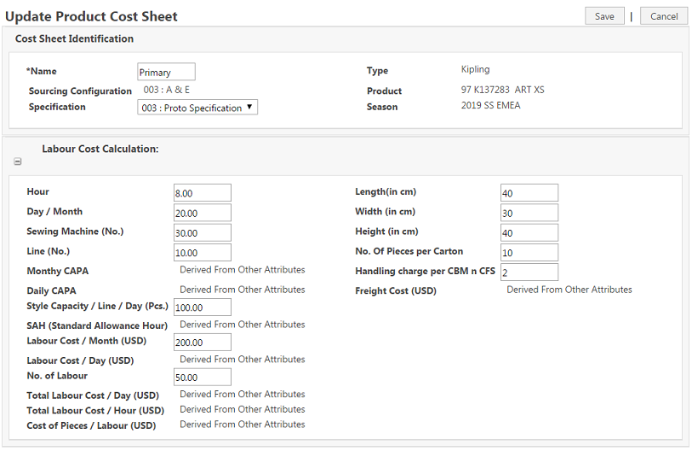 Update Product Cost Sheet
Save | Cancel
Cost Sheet Identification
*Name Primary Type Kipling
Sourcing Configuration 003 : A & E Product 97 K137283 ART XS
Specification 003 : Proto Specification Season 2019 SS EMEA
Labour Cost Calculation:
Hour 8.00 Length(in cm) 40
Day / Month 20.00 Width (in cm) 30
Sewing Machine (No.) 30.00 Height (in cm) 40
Line (No.) 10.00 No. Of Pieces per Carton 10
Monthy CAPA Derived From Other Attributes Handling charge per CBM n CFS 2
Daily CAPA Derived From Other Attributes Freight Cost (USD) Derived From Other Attributes
Style Capacity / Line / Day (Pcs.) 100.00
SAH (Standard Allowance Hour) Derived From Other Attributes
Labour Cost / Month (USD) 200.00
Labour Cost / Day (USD) Derived From Other Attributes
No. of Labour 50.00
Total Labour Cost / Day (USD) Derived From Other Attributes
Total Labour Cost / Hour (USD) Derived From Other Attributes
Cost of Pieces / Labour (USD) Derived From Other Attributes